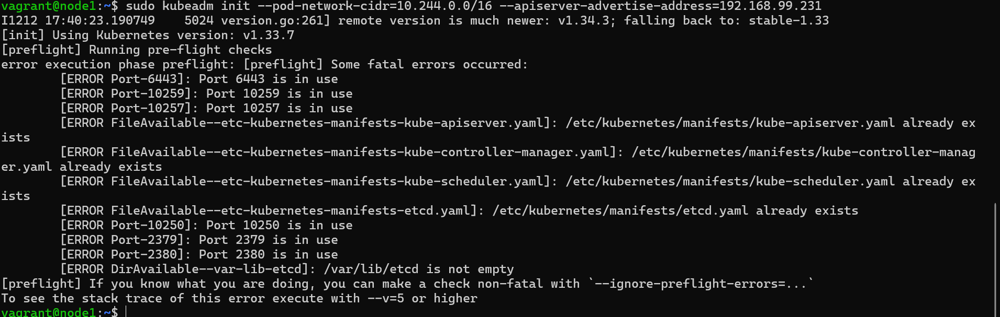 vagrant@node1:~$ sudo kubeadm init --pod-network-cidr=10.244.0.0/16 --apiserver-advertise-address=192.168.99.231
I1212 17:40:23.190749    5024 version.go:261] remote version is much newer: v1.34.3; falling back to: stable-1.33
[init] Using Kubernetes version: v1.33.7
[preflight] Running pre-flight checks
error execution phase preflight: [preflight] Some fatal errors occurred:
        [ERROR Port-6443]: Port 6443 is in use
        [ERROR Port-10259]: Port 10259 is in use
        [ERROR Port-10257]: Port 10257 is in use
        [ERROR FileAvailable--etc-kubernetes-manifests-kube-apiserver.yaml]: /etc/kubernetes/manifests/kube-apiserver.yaml already ex
ists
        [ERROR FileAvailable--etc-kubernetes-manifests-kube-controller-manager.yaml]: /etc/kubernetes/manifests/kube-controller-manag
er.yaml already exists
        [ERROR FileAvailable--etc-kubernetes-manifests-kube-scheduler.yaml]: /etc/kubernetes/manifests/kube-scheduler.yaml already ex
ists
        [ERROR FileAvailable--etc-kubernetes-manifests-etcd.yaml]: /etc/kubernetes/manifests/etcd.yaml already exists
        [ERROR Port-10250]: Port 10250 is in use
        [ERROR Port-2379]: Port 2379 is in use
        [ERROR Port-2380]: Port 2380 is in use
        [ERROR DirAvailable--var-lib-etcd]: /var/lib/etcd is not empty
[preflight] If you know what you are doing, you can make a check non-fatal with `--ignore-preflight-errors=...`
To see the stack trace of this error execute with --v=5 or higher
vagrant@node1:~$